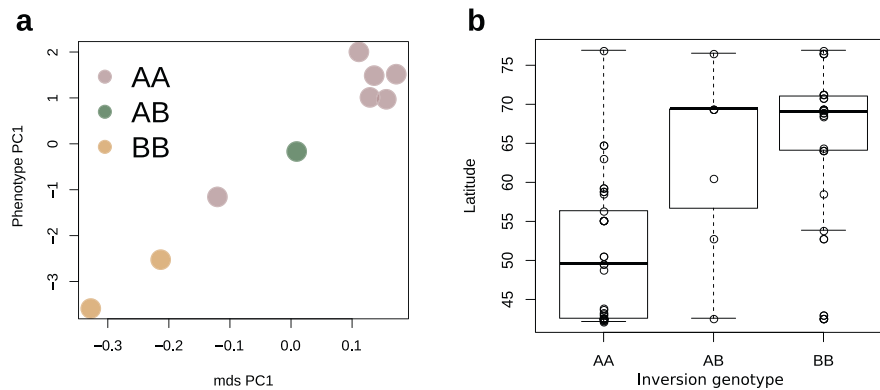 a
Phenotype PC1
2
1
0
−1
−2
−3
AA
AB
BB
−0.3 −0.2 −0.1 0.0 0.1
mds PC1
b
Latitude
75
70
65
60
55
50
45
AA AB BB
Inversion genotype